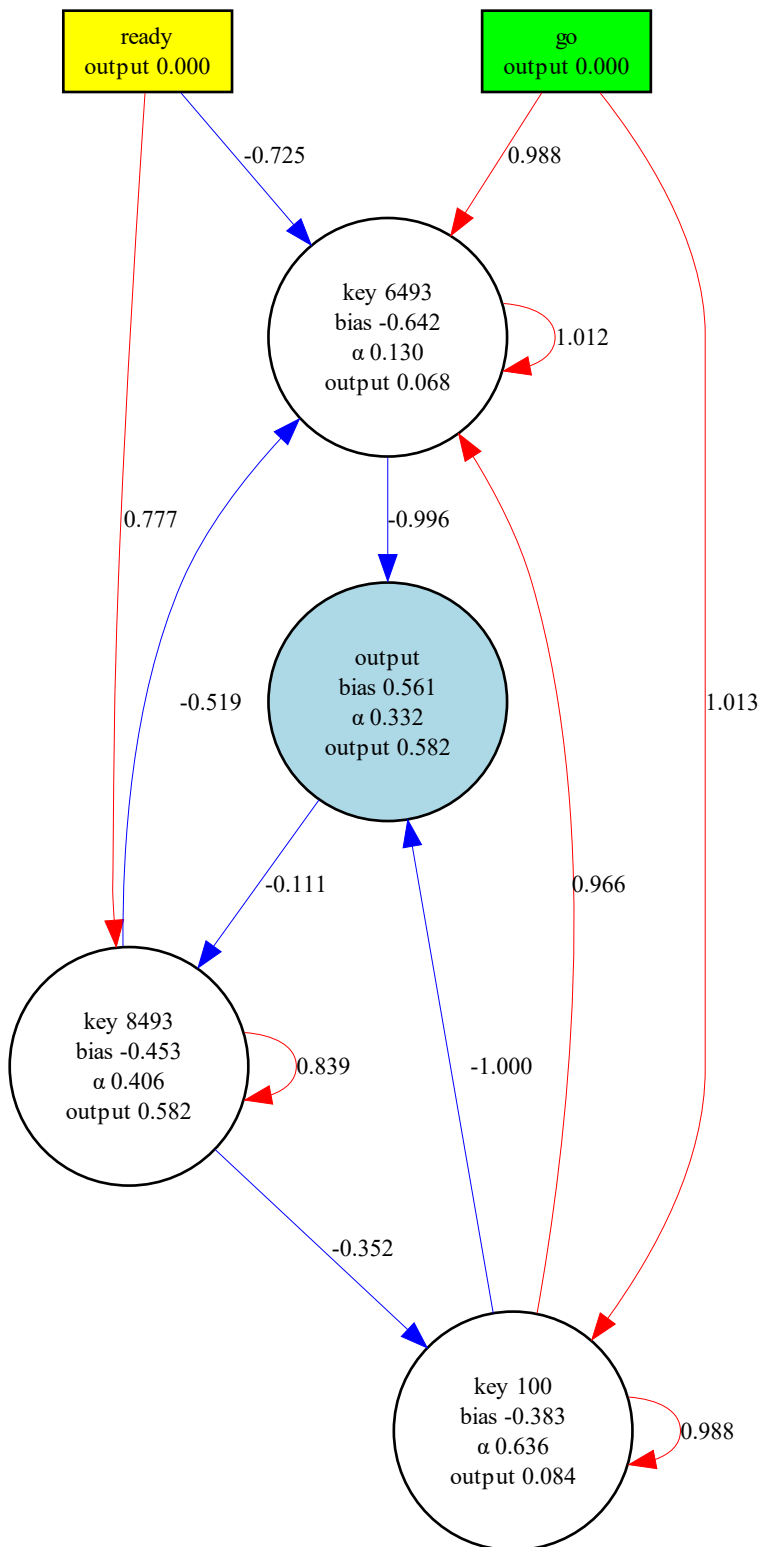 ready
output 0.000
go
output 0.000
-0.725
0.988
key 6493
bias -0.642
α 0.130
output 0.068
1.012
0.777
-0.996
-0.519
output
bias 0.561
α 0.332
output 0.582
1.013
-0.111
0.966
key 8493
bias -0.453
α 0.406
output 0.582
0.839
-1.000
-0.352
key 100
bias -0.383
α 0.636
output 0.084
0.988